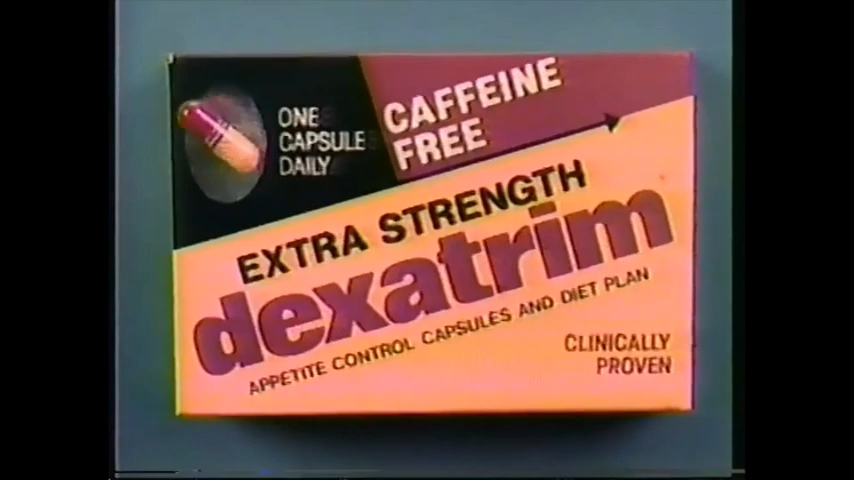 ONE
CAPSULE
DAILY
CAFFEINE
FREE
EXTRA STRENGTH
dexatrim
APPETITE CONTROL CAPSULES AND DIET PLAN
CLINICALLY
PROVEN